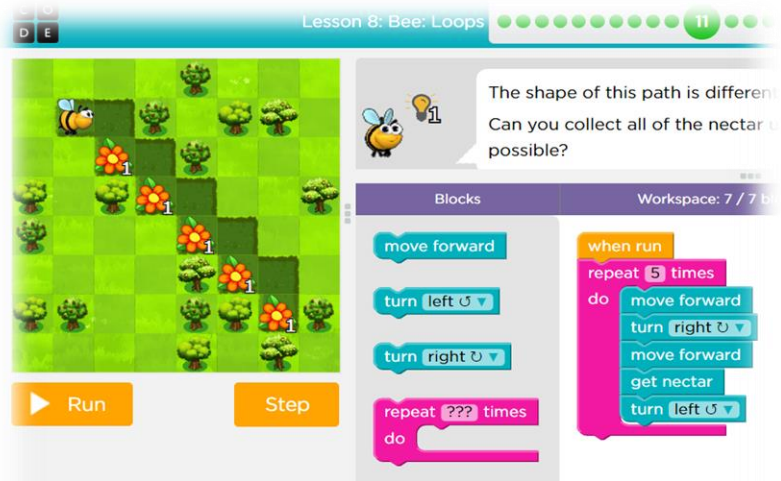 C O
D E
Lesson 8: Bee: Loops
11
1
The shape of this path is different
Can you collect all of the nectar
possible?
1
1
1
1
1
Blocks
Workspace: 7 / 7
move forward
turn left ↺ ▼
turn right ↻ ▼
repeat ??? times
do
when run
repeat 5 times
do
move forward
turn right ↻ ▼
move forward
get nectar
turn left ↺ ▼
Run
Step